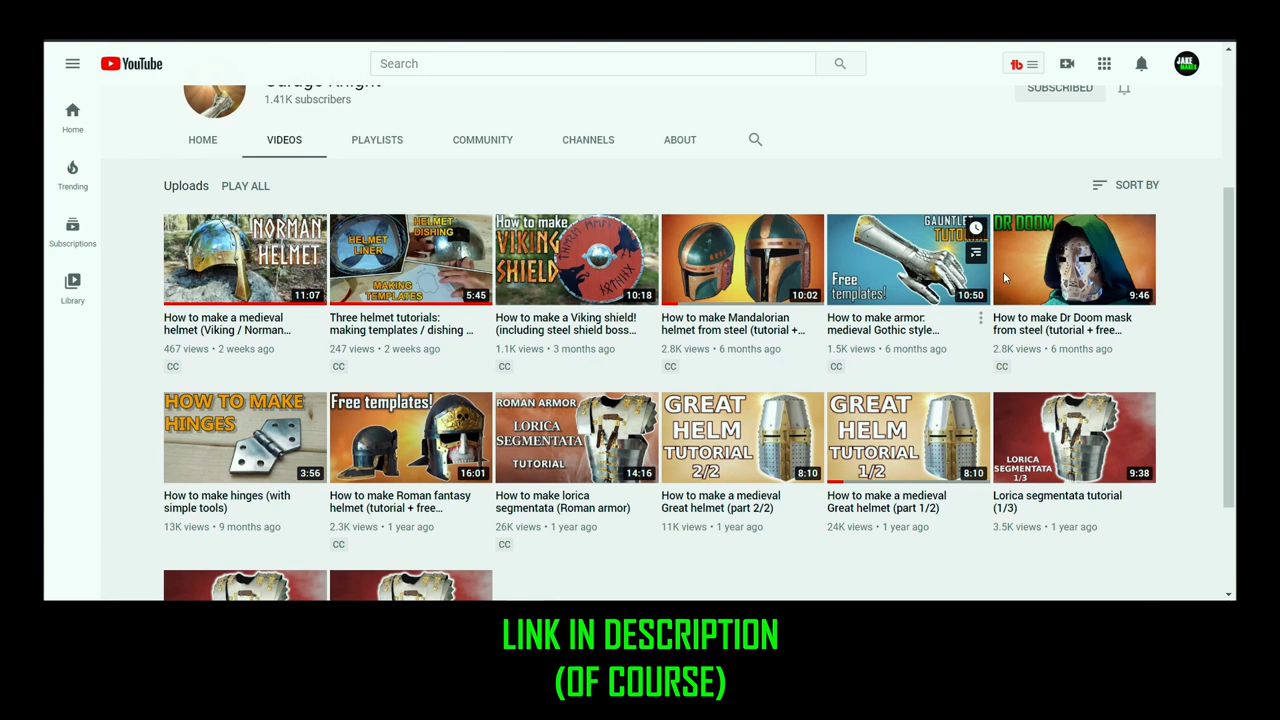 YouTube
Search
JAKE
MAKES
Home
Trending
Subscriptions
Library
Garage Knight
1.41K subscribers
SUBSCRIBED
HOME
VIDEOS
PLAYLISTS
COMMUNITY
CHANNELS
ABOUT
Uploads
PLAY ALL
SORT BY
NORMAN
HELMET
11:07
HELMET
DISHING
HELMET
LINER
MAKING
TEMPLATES
5:45
How to make
VIKING
SHIELD
10:18
10:02
GAUNTLET
TUTO
Free
templates!
10:50
DR DOOM
9:46
How to make a medieval
helmet (Viking / Norman...
467 views • 2 weeks ago
CC
Three helmet tutorials:
making templates / dishing ...
247 views • 2 weeks ago
CC
How to make a Viking shield!
(including steel shield boss...
1.1K views • 3 months ago
CC
How to make Mandalorian
helmet from steel (tutorial +...
2.8K views • 6 months ago
CC
How to make armor:
medieval Gothic style...
1.5K views • 6 months ago
CC
How to make Dr Doom mask
from steel (tutorial + free...
2.8K views • 6 months ago
CC
HOW TO MAKE
HINGES
3:56
Free templates!
16:01
ROMAN ARMOR
LORICA
SEGMENTATA
TUTORIAL
14:16
GREAT
HELM
TUTORIAL
2/2
8:10
GREAT
HELM
TUTORIAL
1/2
8:10
LORICA
SEGMENTATA
1/3
9:38
How to make hinges (with
simple tools)
13K views • 9 months ago
How to make Roman fantasy
helmet (tutorial + free...
2.3K views • 1 year ago
CC
How to make lorica
segmentata (Roman armor)
26K views • 1 year ago
CC
How to make a medieval
Great helmet (part 2/2)
11K views • 1 year ago
How to make a medieval
Great helmet (part 1/2)
24K views • 1 year ago
Lorica segmentata tutorial
(1/3)
3.5K views • 1 year ago
LINK IN DESCRIPTION
(OF COURSE)